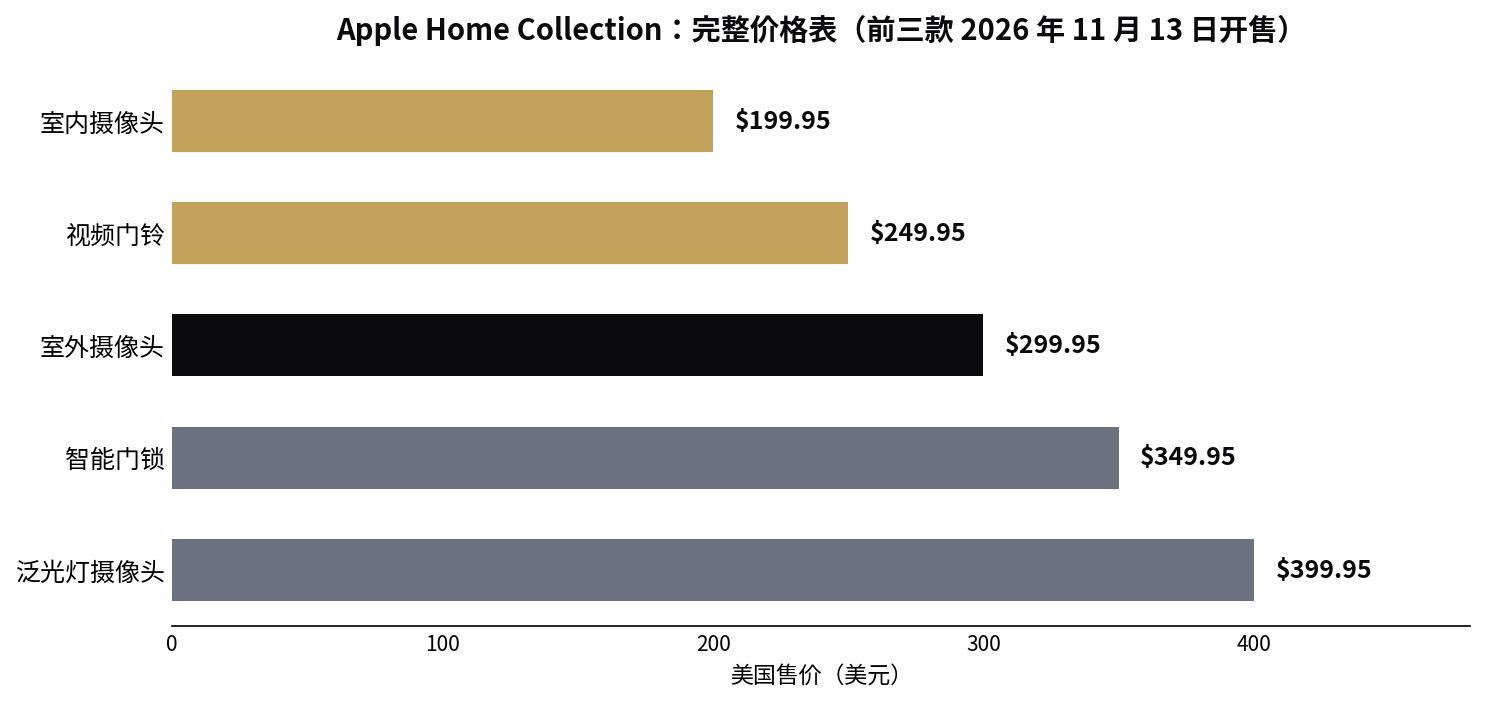 Apple Home Collection：完整价格表（前三款 2026 年 11 月 13 日开售）
室内摄像头 $199.95
视频门铃 $249.95
室外摄像头 $299.95
智能门锁 $349.95
泛光灯摄像头 $399.95
0 100 200 300 400
美国售价（美元）